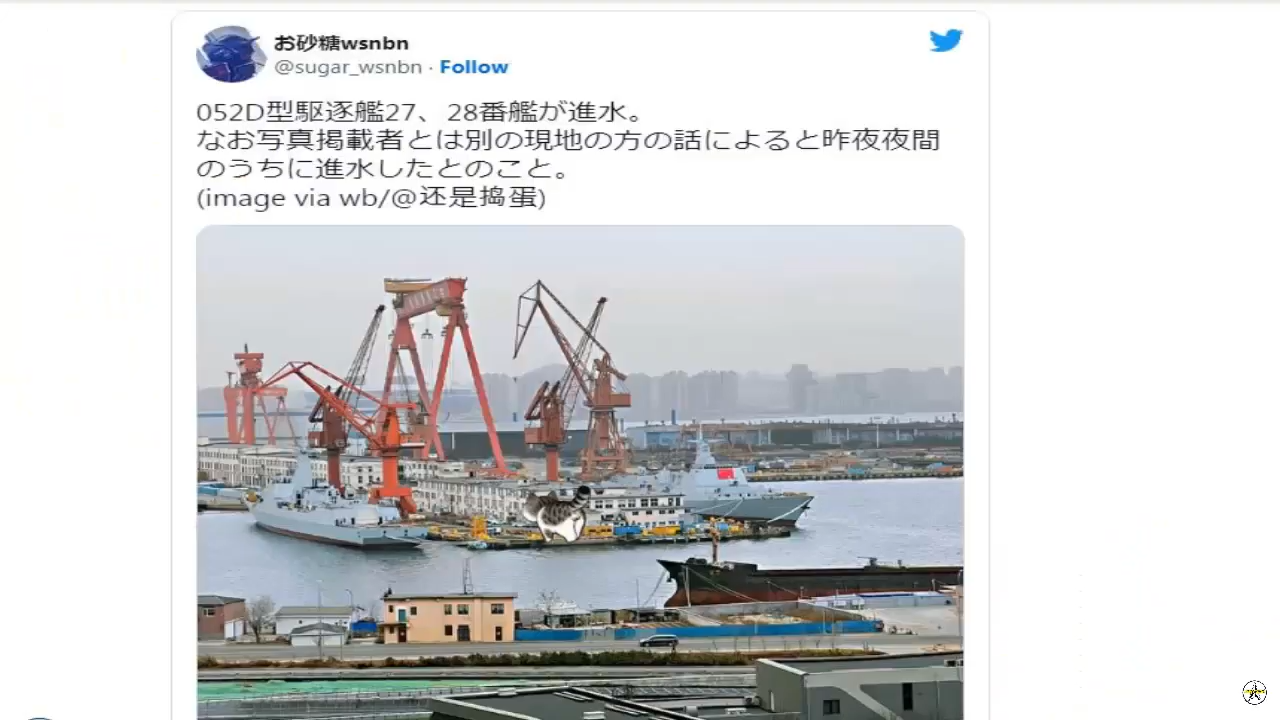 お砂糖wsnbn
@sugar_wsnbn · Follow
052D型駆逐艦27、28番艦が進水。
なお写真掲載者とは別の現地の方の話によると昨夜夜間
のうちに進水したとのこと。
(image via wb/@还是捣蛋)